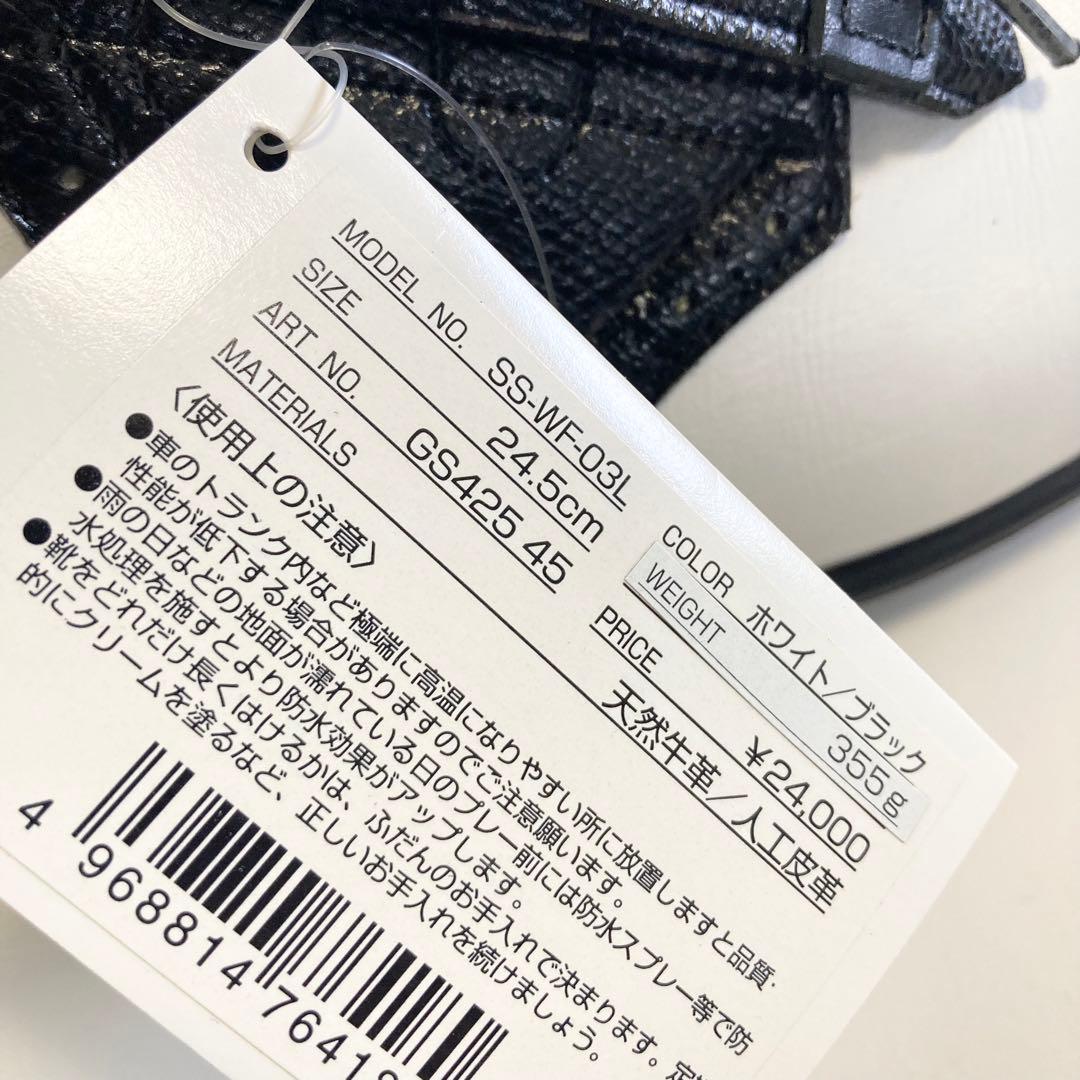 MODEL NO. SS-WF-03L COLOR ホワイト/ブラック
SIZE 24.5cm WEIGHT 355g
ART NO. GS425 45 PRICE ¥24,000
MATERIALS 天然牛革/人工皮革
〈使用上の注意〉
●車のトランク内など極端に高温になりやすい所に放置しますと品質・
性能が低下する場合がありますのでご注意願います。
●雨の日などの地面が濡れている日のプレー前には防水スプレー等で防
水処理を施すとより防水効果がアップします。
●靴をどれだけ長くはけるかは、ふだんのお手入れで決まります。定
的にクリームを塗るなど、正しいお手入れを続けましょう。
4 968814 76418